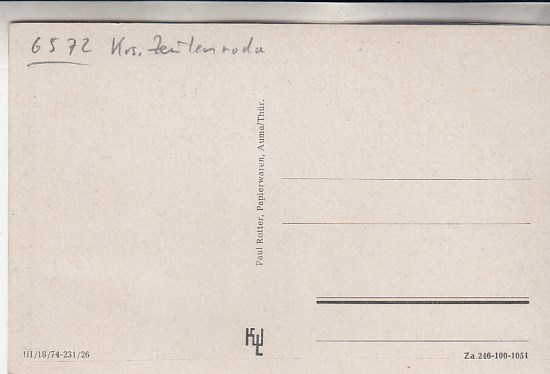 6572 Krs. Zeulenroda
Paul Rotter, Papierwaren, Auma/Thür.
III/18/74-231/26
Za 246-100-1051